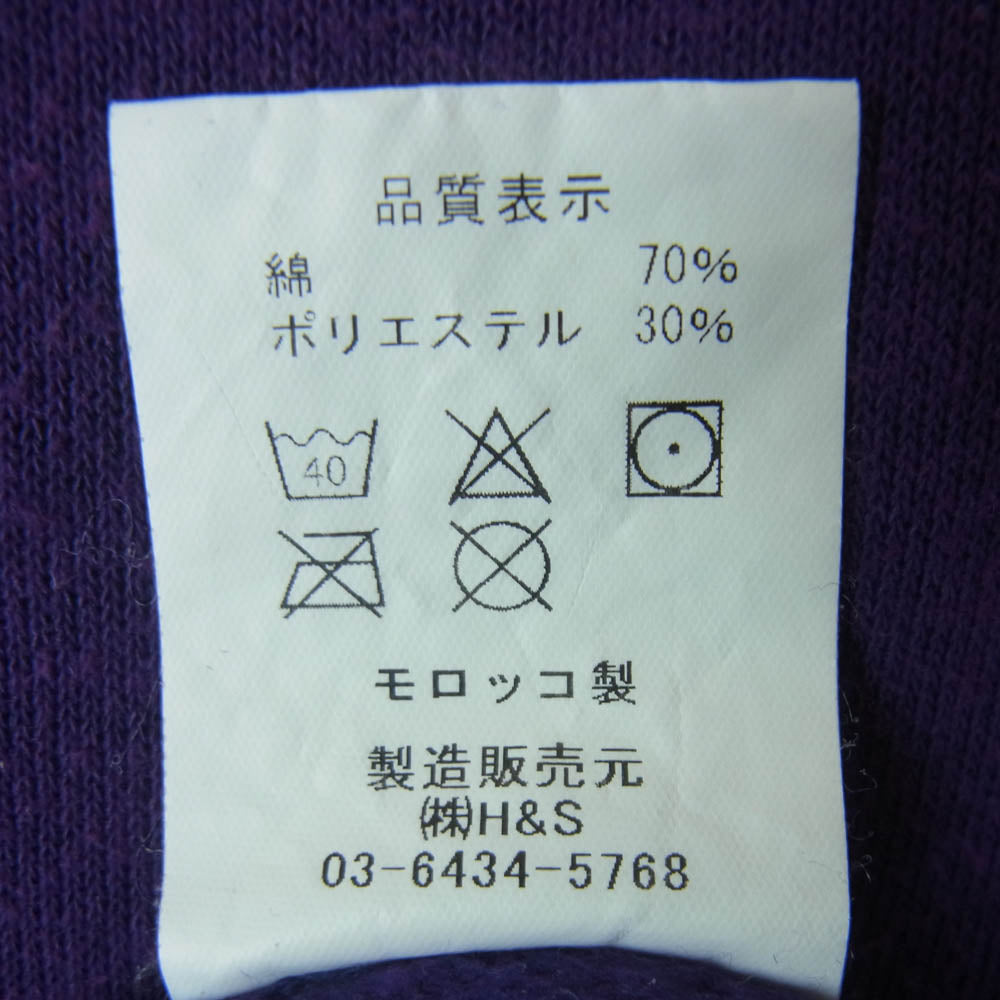 品質表示
綿 70%
ポリエステル 30%
40
モロッコ製
製造販売元
㈱H&S
03-6434-5768